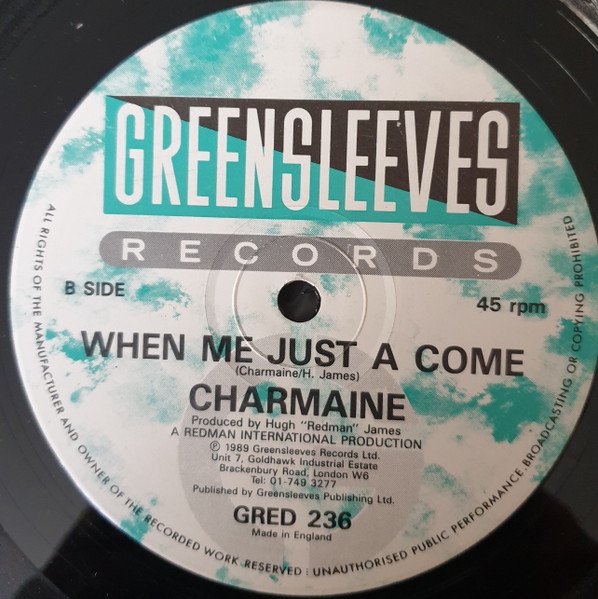 GREENSLEEVES
RECORDS
B SIDE
45 rpm
WHEN ME JUST A COME
(Charmaine/H. James)
CHARMAINE
Produced by Hugh "Redman" James
A REDMAN INTERNATIONAL PRODUCTION
℗ 1989 Greensleeves Records Ltd.
Unit 7, Goldhawk Industrial Estate
Brackenbury Road, London W6
Tel: 01-749 3277
Published by Greensleeves Publishing Ltd.
GRED 236
Made in England
ALL RIGHTS OF THE MANUFACTURER AND OWNER OF THE RECORDED WORK RESERVED : UNAUTHORISED PUBLIC PERFORMANCE. BROADCASTING OR COPYING PROHIBITED